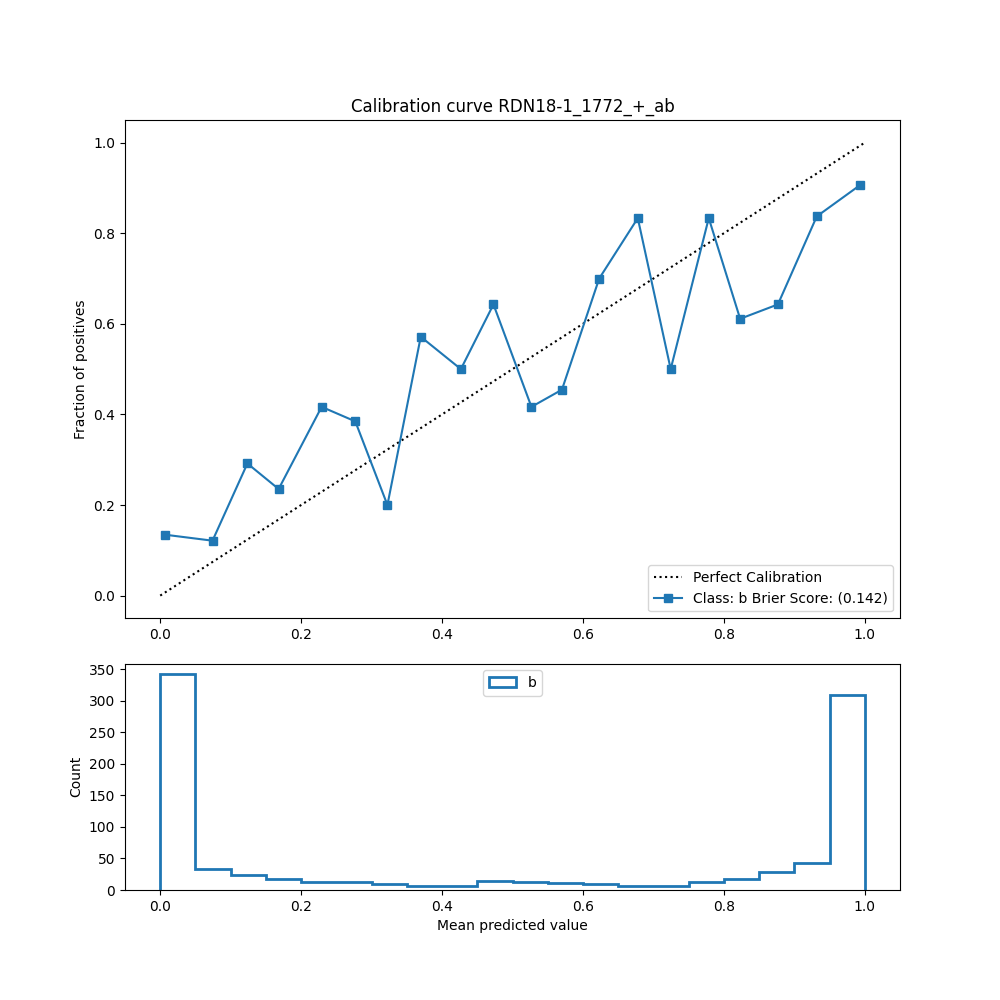 Calibration curve RDN18-1_1772_+_ab
Fraction of positives
1.0
0.8
0.6
0.4
0.2
0.0
Perfect Calibration
Class: b Brier Score: (0.142)
0.0 0.2 0.4 0.6 0.8 1.0
Count
350
300
250
200
150
100
50
0
b
0.0 0.2 0.4 0.6 0.8 1.0
Mean predicted value